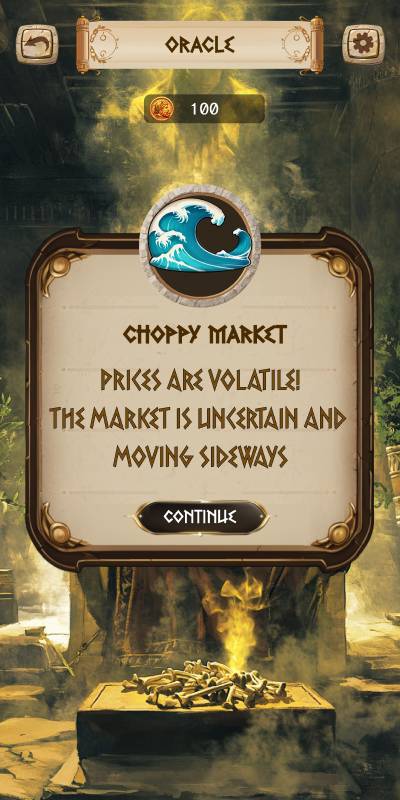 ORACLE
100
CHOPPY MARKET
PRICES ARE VOLATILE!
THE MARKET IS UNCERTAIN AND
MOVING SIDEWAYS
CONTINUE